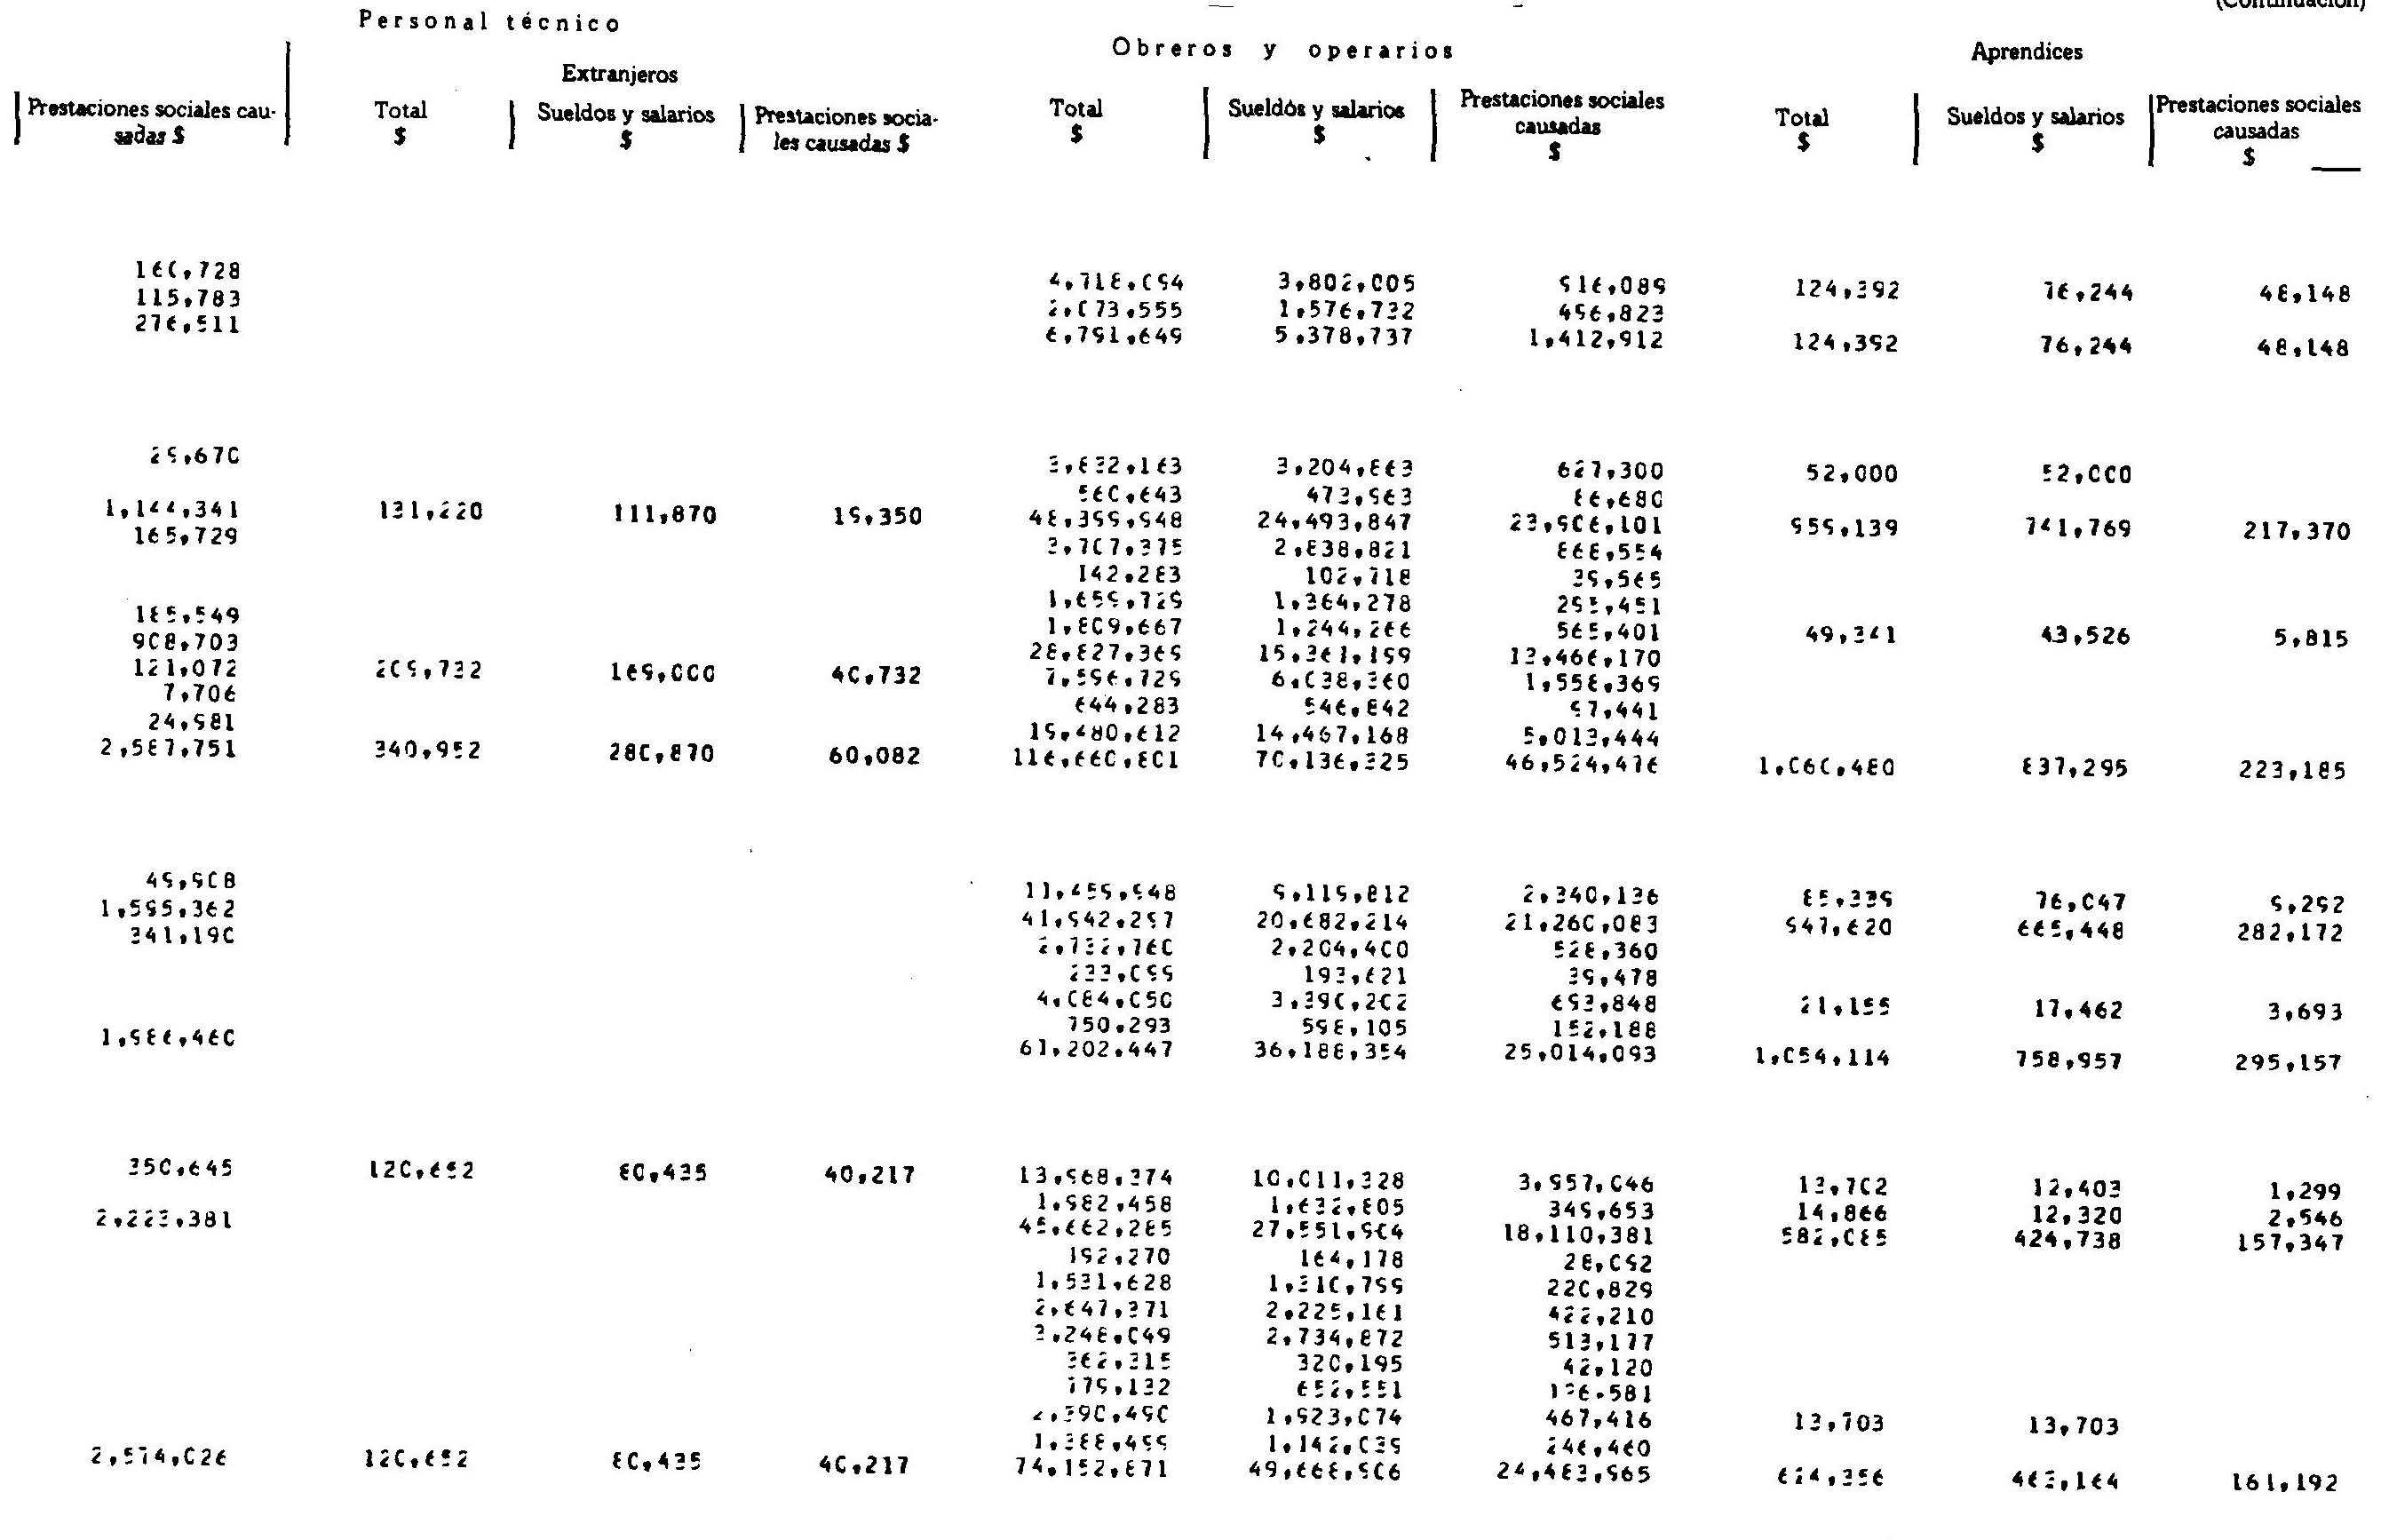 (Continuación)
Personal técnico
Obreros y operarios
Aprendices
Extranjeros
Prestaciones sociales cau- Total Sueldos y salarios Prestaciones socia- Total Sueldos y salarios Prestaciones sociales Total Sueldos y salarios Prestaciones sociales
sadas $ $ $ les causadas $ $ $ causadas $ $ $ causadas
$ $
160,728 4,718,094 3,802,005 916,089 124,392 76,244 48,148
115,783 2,073,555 1,576,732 496,823
276,511 6,791,649 5,378,737 1,412,912 124,392 76,244 48,148
29,670 3,832,163 3,204,863 627,300 52,000 52,000
560,643 473,963 86,680
1,144,341 131,220 111,870 19,350 48,399,948 24,493,847 23,906,101 959,139 741,769 217,370
165,729 3,707,375 2,838,821 868,554
142,283 102,718 39,565
1,659,729 1,364,278 295,451
185,549 1,809,667 1,244,266 565,401 49,341 43,526 5,815
908,703 28,827,369 15,361,199 13,466,170
121,072 209,732 169,000 40,732 7,596,729 6,038,360 1,558,369
7,706 644,283 546,842 97,441
24,981 19,480,612 14,467,168 5,013,444
2,587,751 340,952 280,870 60,082 116,660,801 70,136,325 46,524,476 1,060,480 837,295 223,185
49,908 11,459,948 9,119,812 2,340,136 85,339 76,047 9,292
1,595,362 41,942,297 20,682,214 21,260,083 947,620 665,448 282,172
341,190 2,732,760 2,204,400 528,360
233,099 193,621 39,478
4,084,050 3,390,202 693,848 21,155 17,462 3,693
750,293 598,105 152,188
1,986,460 61,202,447 36,188,354 25,014,093 1,054,114 758,957 295,157
350,645 120,652 80,435 40,217 13,968,374 10,011,328 3,957,046 13,702 12,403 1,299
1,982,458 1,632,805 349,653 14,866 12,320 2,546
2,223,381 45,662,285 27,551,904 18,110,381 582,085 424,738 157,347
192,270 164,178 28,092
1,531,628 1,310,799 220,829
2,647,371 2,225,161 422,210
3,248,049 2,734,872 513,177
362,315 320,195 42,120
779,132 652,551 126,581
2,390,490 1,923,074 467,416 13,703 13,703
1,388,499 1,142,039 246,460
2,574,026 120,652 80,435 40,217 74,152,871 49,668,906 24,483,965 624,356 463,164 161,192